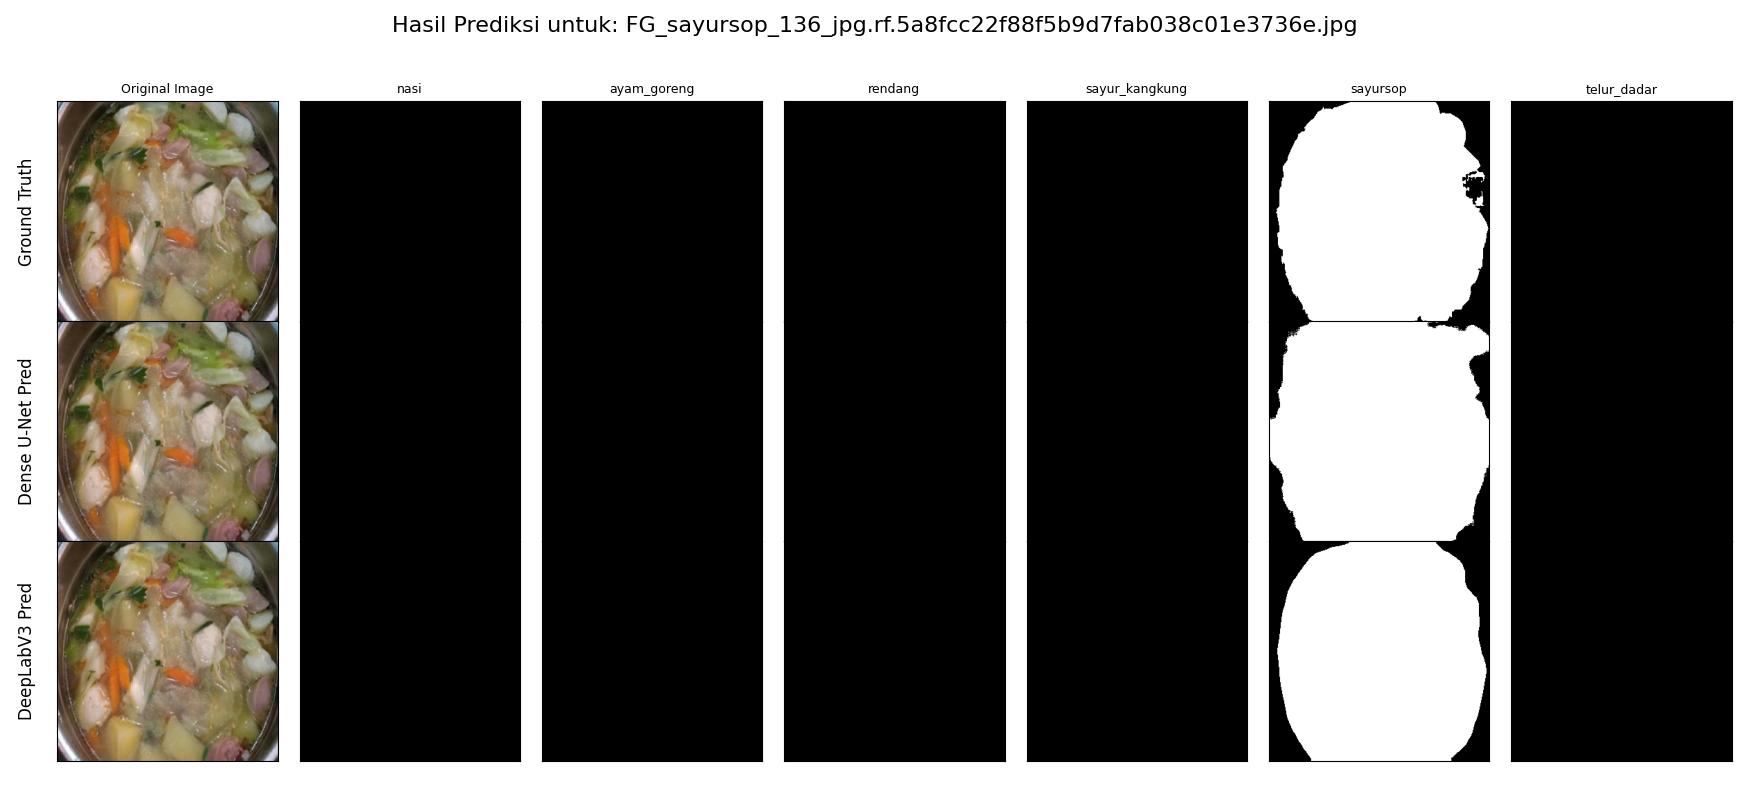 Hasil Prediksi untuk: FG_sayursop_136_jpg.rf.5a8fcc22f88f5b9d7fab038c01e3736e.jpg
Original Image
nasi
ayam_goreng
rendang
sayur_kangkung
sayursop
telur_dadar
Ground Truth
Dense U-Net Pred
DeepLabV3 Pred